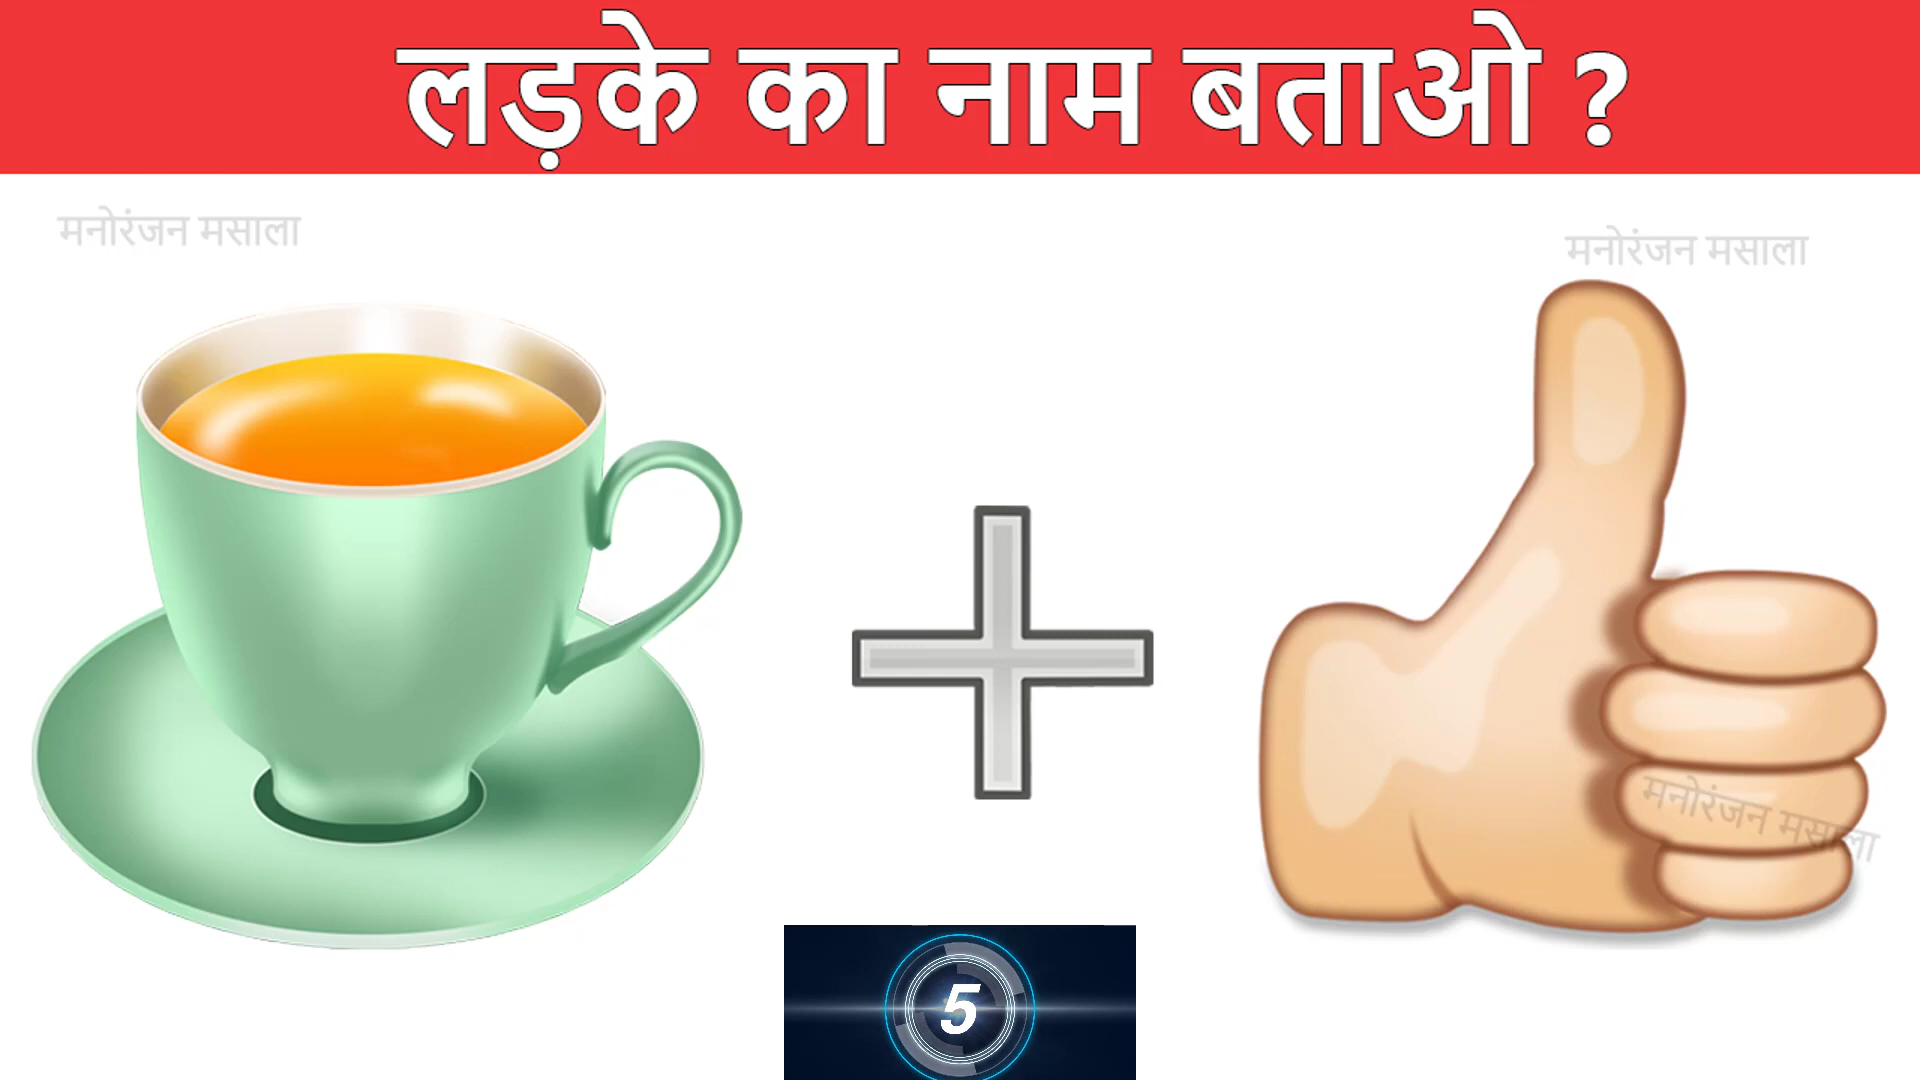 लड़के का नाम बताओ ?
मनोरंजन मसाला
मनोरंजन मसाला
मनोरंजन मसाला
5